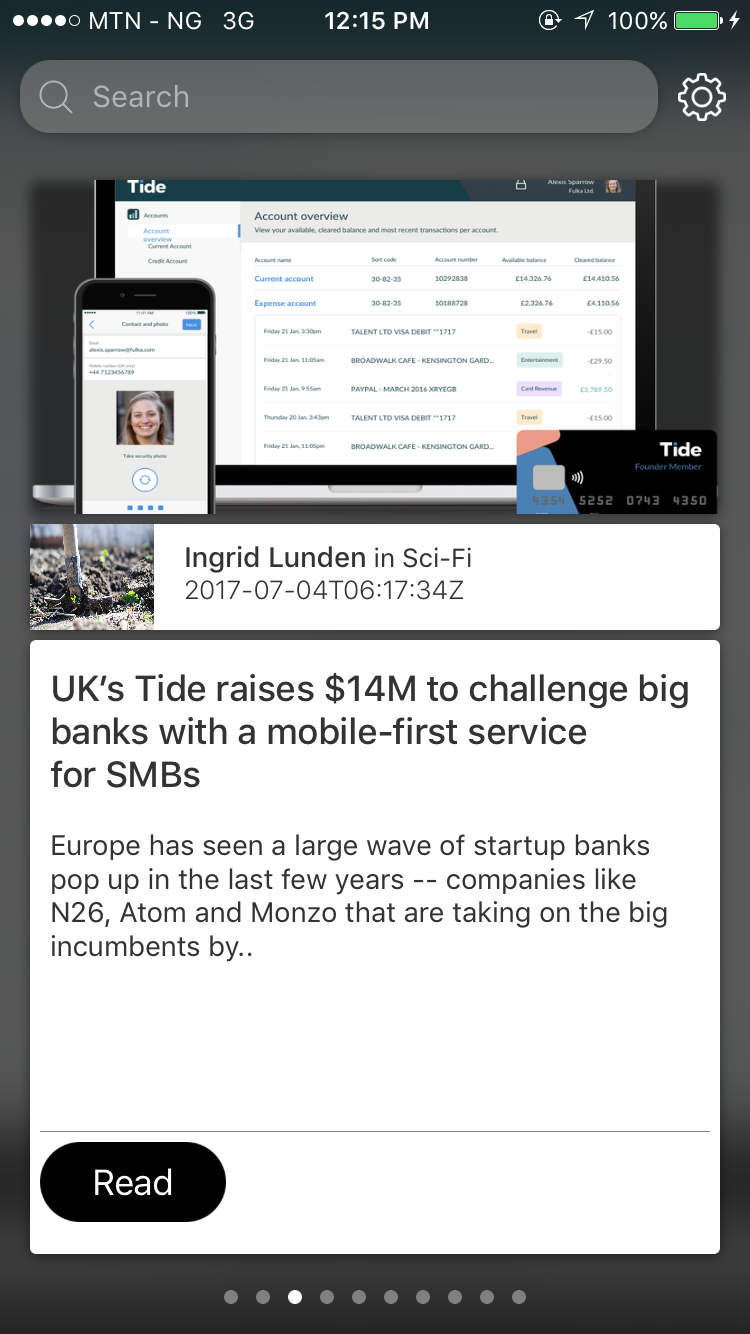 MTN - NG 3G 12:15 PM 100%
Search
Tide
Alexis Sparrow
Fulka Ltd.
Accounts
Account overview
Current Account
Credit Account
Account overview
View your available, cleared balance and most recent transactions per account.
Account name Sort code Account number Available balance Cleared balance
Current account 30-82-35 10292838 £14,326.76 £14,410.56
Expense account 30-82-35 10188728 £2,326.76 £4,110.56
Friday 21 Jan, 3:30pm TALENT LTD VISA DEBIT **1717 Travel -£15.00
Friday 21 Jan, 11:05am BROADWALK CAFE - KENSINGTON GARD... Entertainment -£29.50
Friday 21 Jan, 9:55am PAYPAL - MARCH 2016 XRYEGB Card Revenue £3,789.50
Thursday 20 Jan, 3:43pm TALENT LTD VISA DEBIT **1717 Travel -£15.00
Friday 21 Jan, 11:05pm BROADWALK CAFE - KENSINGTON GARD...
11:41 AM 100%
Contact and photo Next
Email
alexis.sparrow@fulka.com
Mobile number (UK only)
+44 7123456789
Take security photo
Tide
Founder Member
4354 5252 0743 4350
Ingrid Lunden in Sci-Fi
2017-07-04T06:17:34Z
UK’s Tide raises $14M to challenge big
banks with a mobile-first service
for SMBs
Europe has seen a large wave of startup banks
pop up in the last few years -- companies like
N26, Atom and Monzo that are taking on the big
incumbents by..
Read